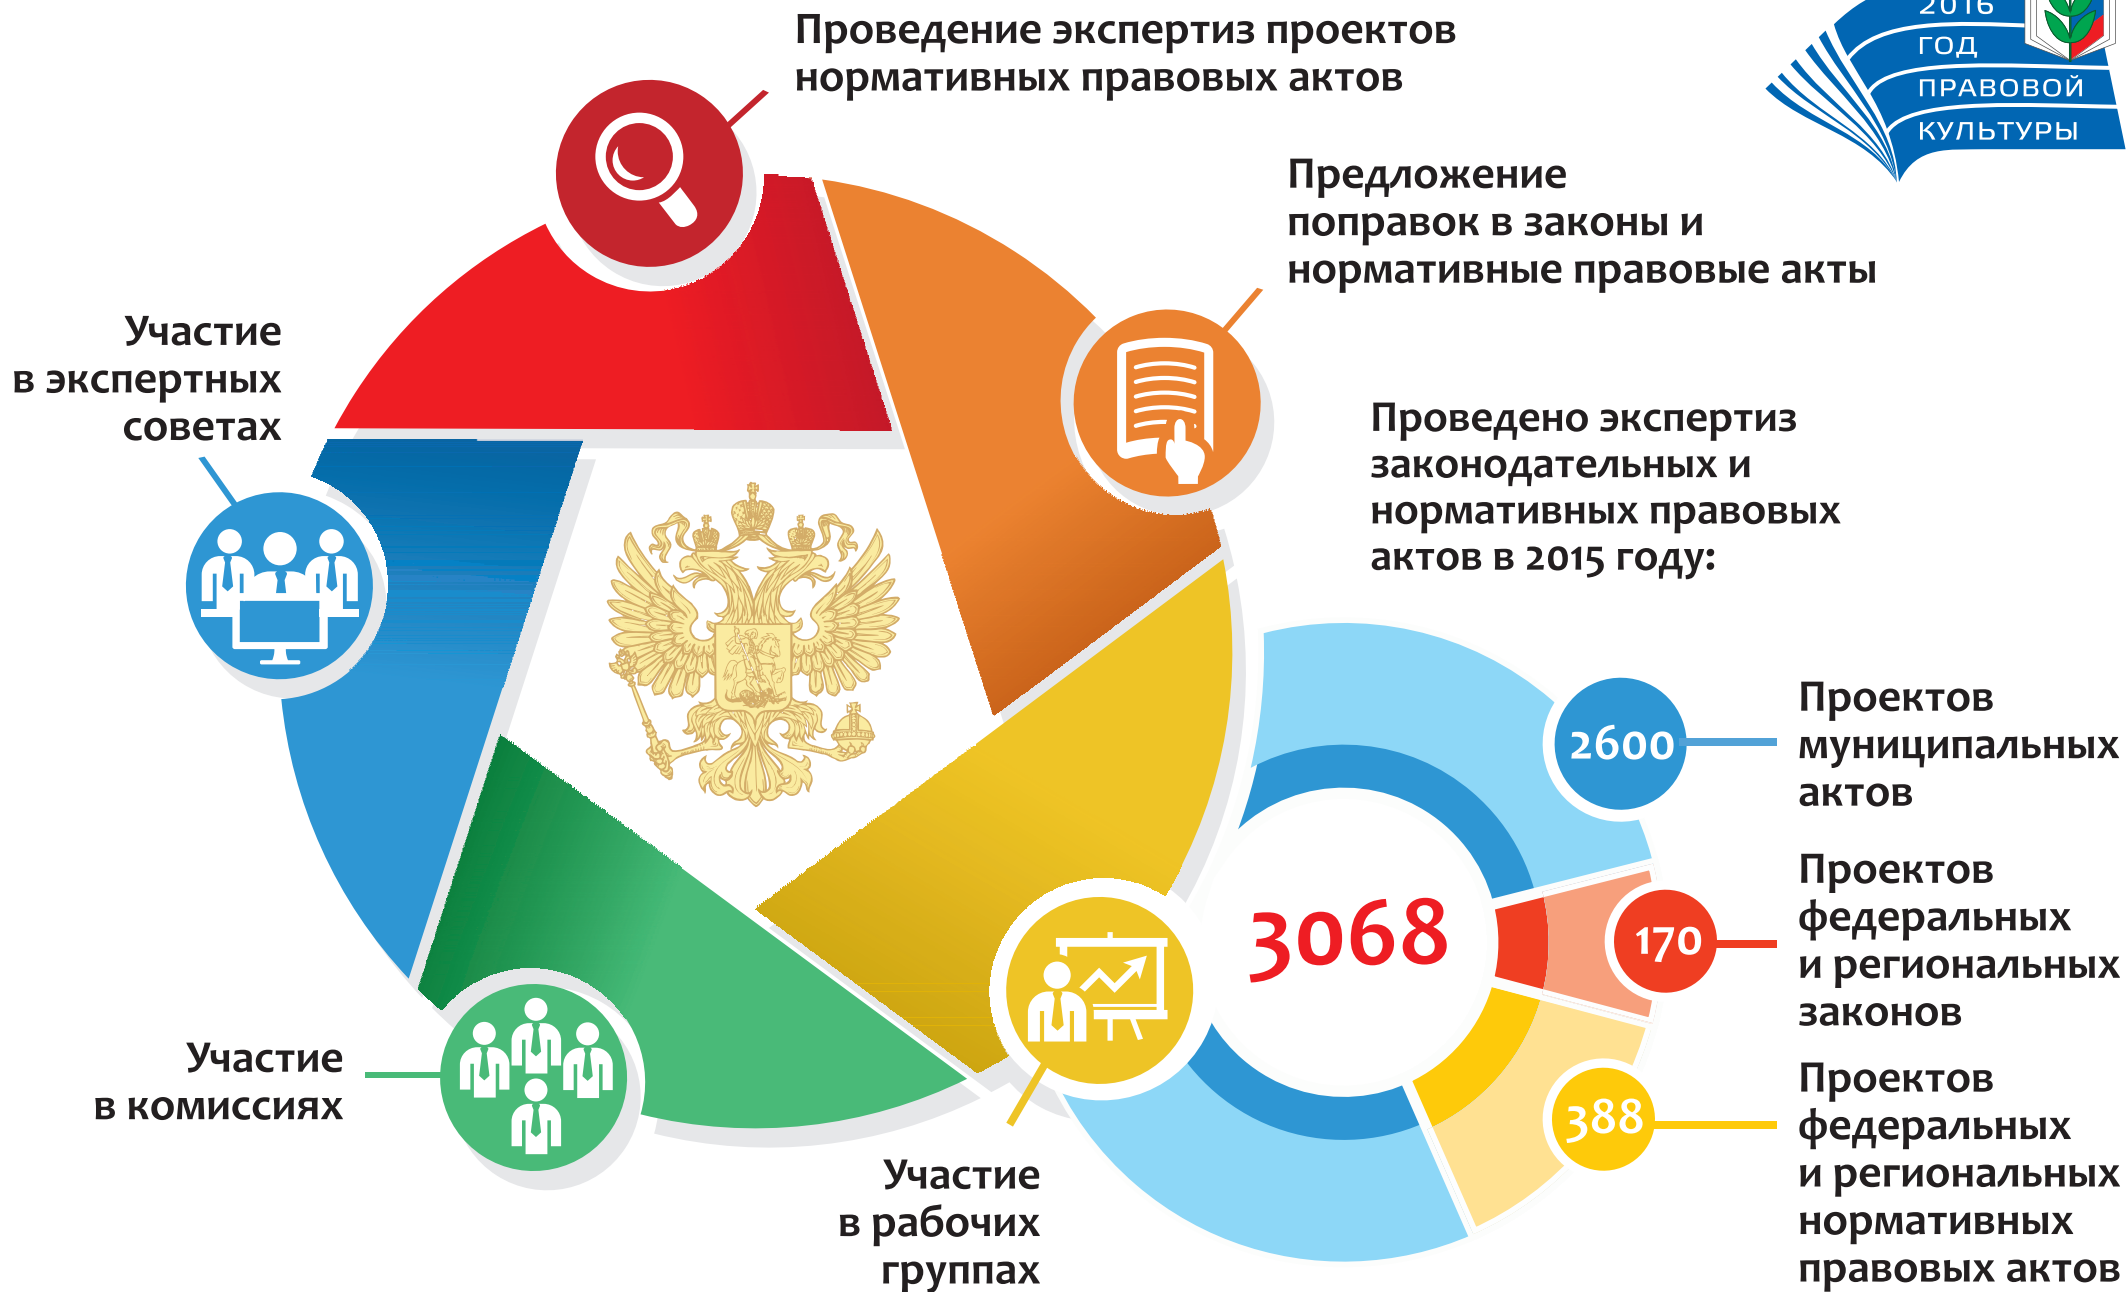 Проведение экспертиз проектов
нормативных правовых актов
2016
ГОД
ПРАВОВОЙ
КУЛЬТУРЫ
Предложение
поправок в законы и
нормативные правовые акты
Участие
в экспертных
советах
Проведено экспертиз
законодательных и
нормативных правовых
актов в 2015 году:
2600
Проектов
муниципальных
актов
3068
170
Проектов
федеральных
и региональных
законов
388
Проектов
федеральных
и региональных
нормативных
правовых актов
Участие
в комиссиях
Участие
в рабочих
группах